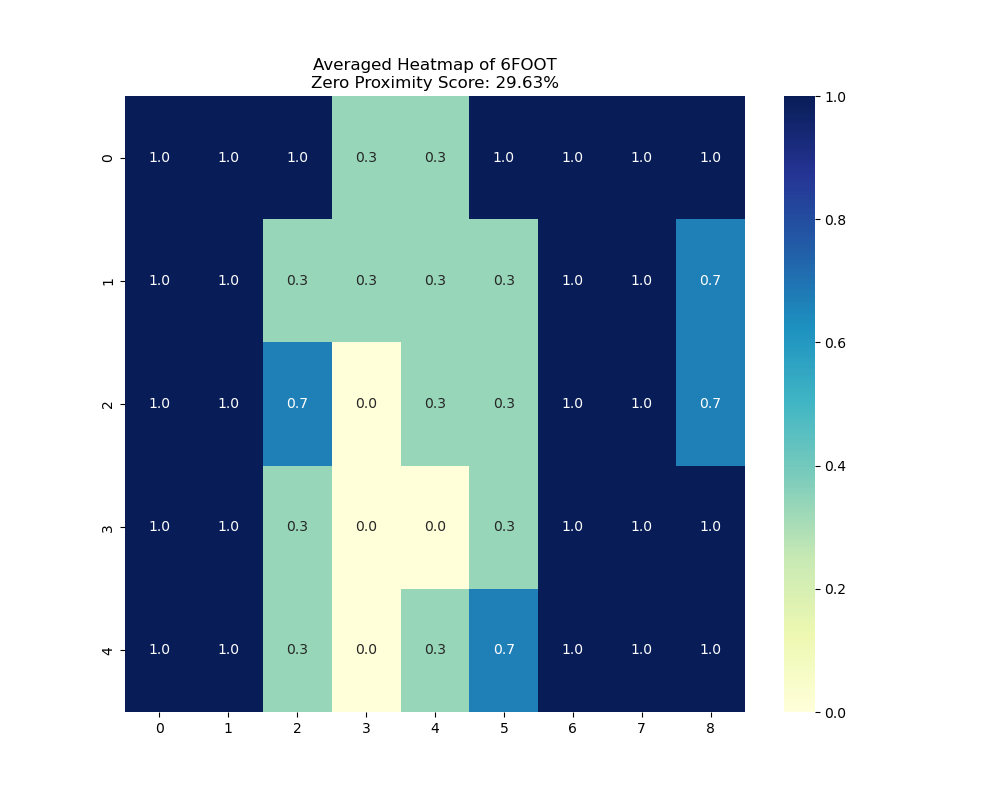 Averaged Heatmap of 6FOOT
Zero Proximity Score: 29.63%
0 1.0 1.0 1.0 0.3 0.3 1.0 1.0 1.0 1.0
1 1.0 1.0 0.3 0.3 0.3 0.3 1.0 1.0 0.7
2 1.0 1.0 0.7 0.0 0.3 0.3 1.0 1.0 0.7
3 1.0 1.0 0.3 0.0 0.0 0.3 1.0 1.0 1.0
4 1.0 1.0 0.3 0.0 0.3 0.7 1.0 1.0 1.0
0 1 2 3 4 5 6 7 8
1.0
0.8
0.6
0.4
0.2
0.0